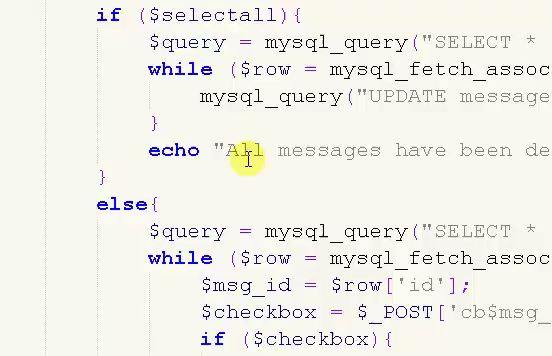 if ($selectall){
$query = mysql_query("SELECT *
while ($row = mysql_fetch_assoc
mysql_query("UPDATE message
}
echo "All messages have been de
}
else{
$query = mysql_query("SELECT *
while ($row = mysql_fetch_assoc
$msg_id = $row['id'];
$checkbox = $_POST['cb$msg_
if ($checkbox){